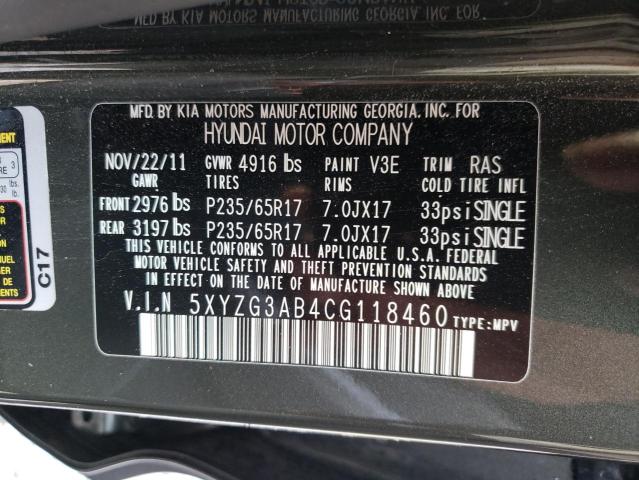 MFD. BY KIA MOTORS MANUFACTURING GEORGIA, INC. FOR
HYUNDAI MOTOR COMPANY
NOV/22/11 GVWR 4916 lbs PAINT V3E TRIM RAS
GAWR TIRES RIMS COLD TIRE INFL
FRONT 2976 lbs P235/65R17 7.0JX17 33psi SINGLE
REAR 3197 lbs P235/65R17 7.0JX17 33psi SINGLE
THIS VEHICLE CONFORMS TO ALL APPLICABLE U.S.A. FEDERAL
MOTOR VEHICLE SAFETY, BUMPER, AND THEFT PREVENTION STANDARDS
IN EFFECT ON THE DATE OF MANUFACTURE SHOWN ABOVE.
V.I.N 5XYZG3AB4CG118460 TYPE:MPV
C17